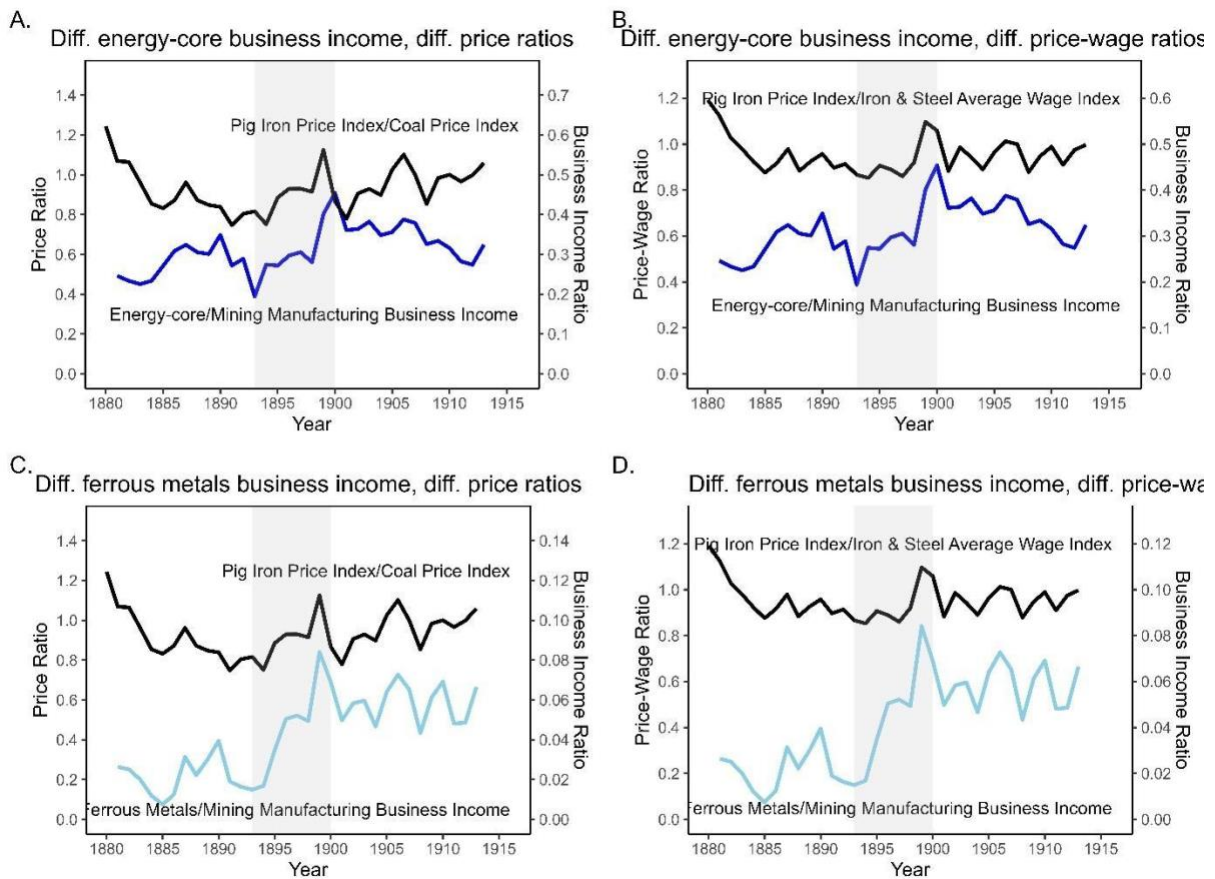 A.
Diff. energy-core business income, diff. price ratios
1.4
1.2
1.0
0.8
0.6
0.4
0.2
0.0
Price Ratio
Pig Iron Price Index/Coal Price Index
Energy-core/Mining Manufacturing Business Income
0.7
0.6
0.5
0.4
0.3
0.2
0.1
0.0
Business Income Ratio
1880 1885 1890 1895 1900 1905 1910 1915
Year
B.
Diff. energy-core business income, diff. price-wage ratios
1.2
1.0
0.8
0.6
0.4
0.2
0.0
Price-Wage Ratio
Pig Iron Price Index/Iron & Steel Average Wage Index
Energy-core/Mining Manufacturing Business Income
0.6
0.5
0.4
0.3
0.2
0.1
0.0
Business Income Ratio
1880 1885 1890 1895 1900 1905 1910 1915
Year
C.
Diff. ferrous metals business income, diff. price ratios
1.4
1.2
1.0
0.8
0.6
0.4
0.2
0.0
Price Ratio
Pig Iron Price Index/Coal Price Index
Ferrous Metals/Mining Manufacturing Business Income
0.14
0.12
0.10
0.08
0.06
0.04
0.02
0.00
Business Income Ratio
1880 1885 1890 1895 1900 1905 1910 1915
Year
D.
Diff. ferrous metals business income, diff. price-wa
1.2
1.0
0.8
0.6
0.4
0.2
0.0
Price-Wage Ratio
Pig Iron Price Index/Iron & Steel Average Wage Index
Ferrous Metals/Mining Manufacturing Business Income
0.12
0.10
0.08
0.06
0.04
0.02
0.00
Business Income Ratio
1880 1885 1890 1895 1900 1905 1910 1915
Year